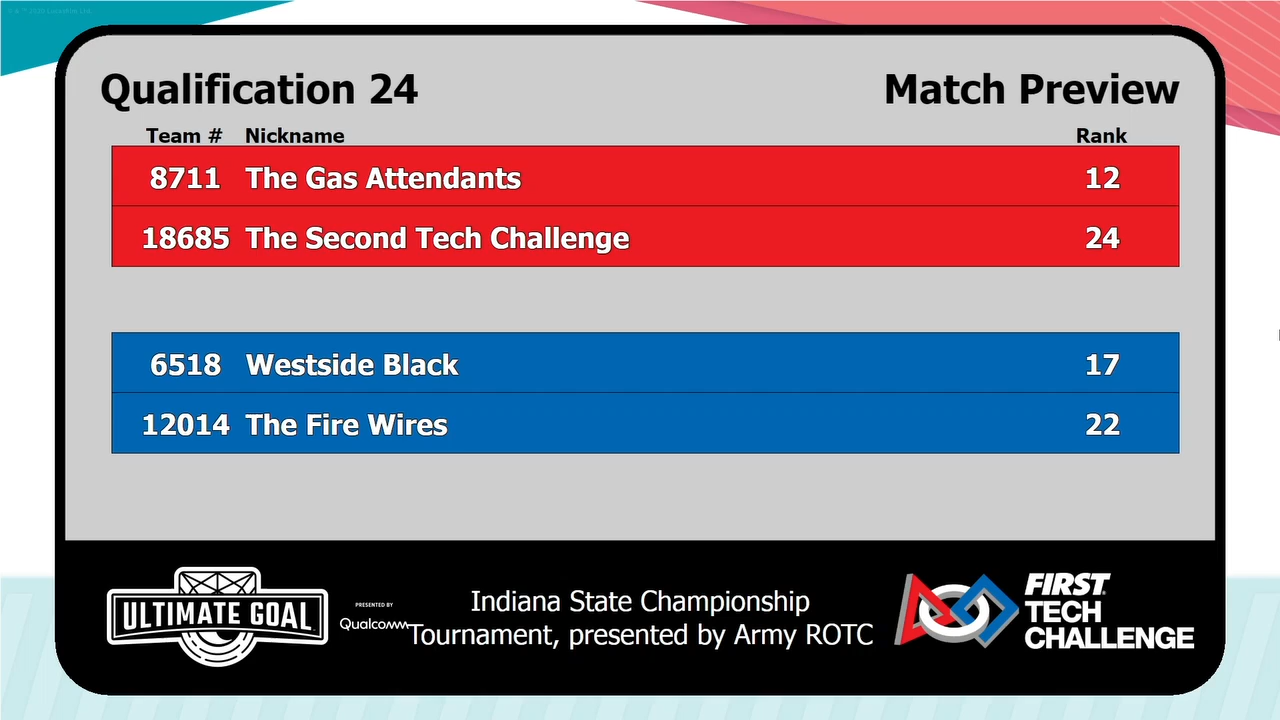 Qualification 24
Match Preview
Team # Nickname Rank
8711 The Gas Attendants 12
18685 The Second Tech Challenge 24
6518 Westside Black 17
12014 The Fire Wires 22
ULTIMATE GOAL
PRESENTED BY
Qualcomm
Indiana State Championship
Tournament, presented by Army ROTC
FIRST®
TECH
CHALLENGE